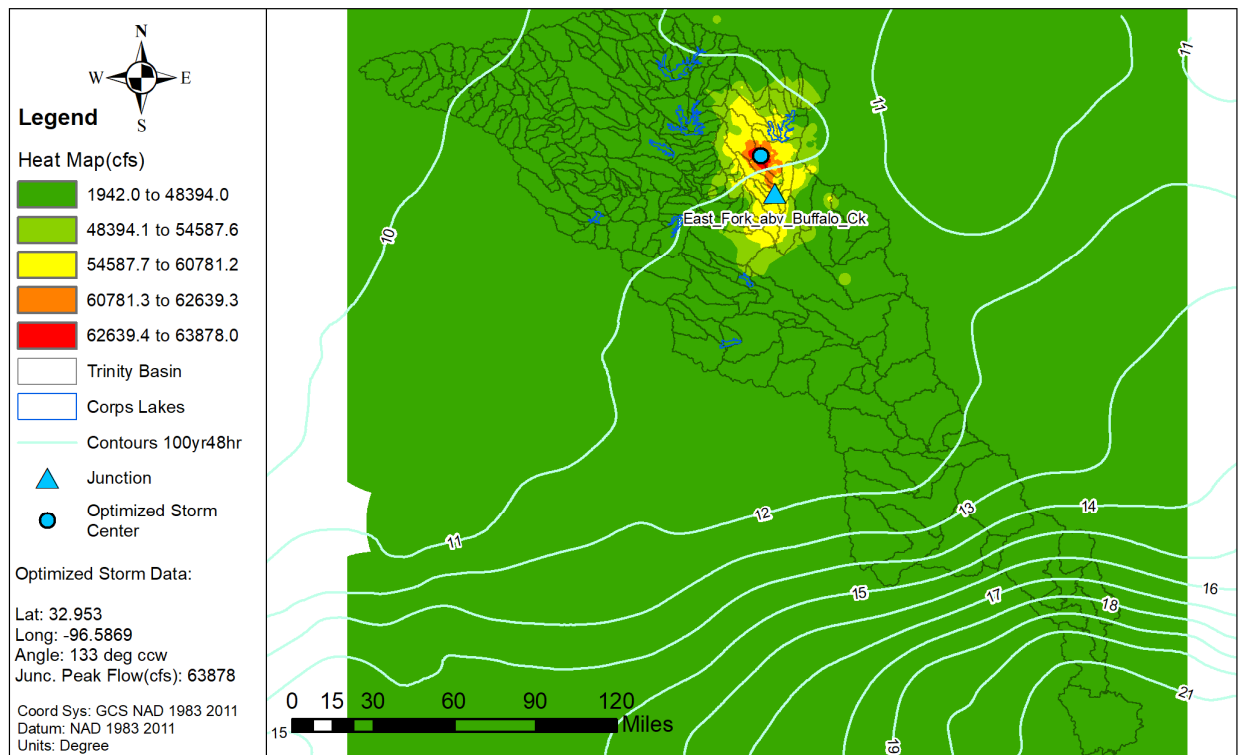 N
W E
S
Legend
Heat Map(cfs)
1942.0 to 48394.0
48394.1 to 54587.6
54587.7 to 60781.2
60781.3 to 62639.3
62639.4 to 63878.0
Trinity Basin
Corps Lakes
Contours 100yr48hr
Junction
Optimized Storm
Center
Optimized Storm Data:
Lat: 32.953
Long: -96.5869
Angle: 133 deg ccw
Junc. Peak Flow(cfs): 63878
Coord Sys: GCS NAD 1983 2011
Datum: NAD 1983 2011
Units: Degree
11
11
East_Fork_abv_Buffalo_Ck
10
12
13
14
11
15
17
16
18
21
19
15
0 15 30 60 90 120
Miles